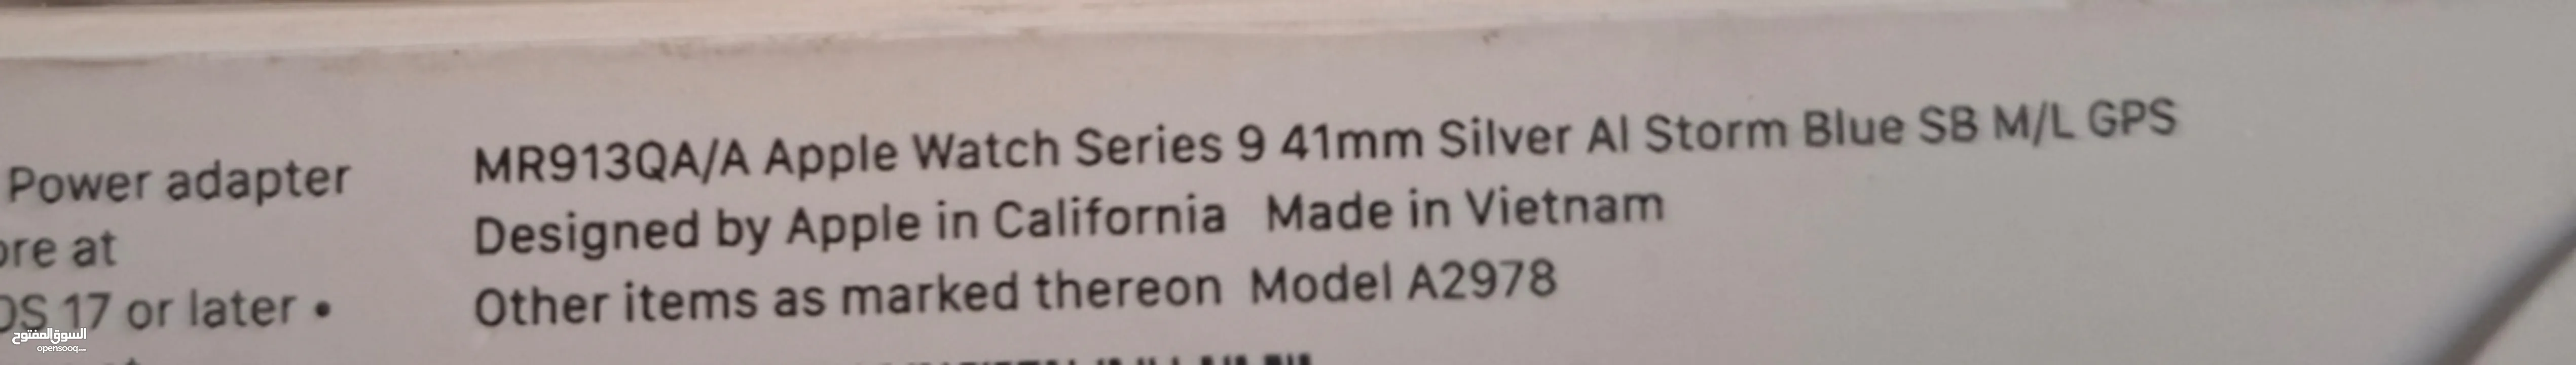 Power adapter
ore at
OS 17 or later •
MR913QA/A Apple Watch Series 9 41mm Silver Al Storm Blue SB M/L GPS
Designed by Apple in California Made in Vietnam
Other items as marked thereon Model A2978
السوق المفتوح
opensooq.com